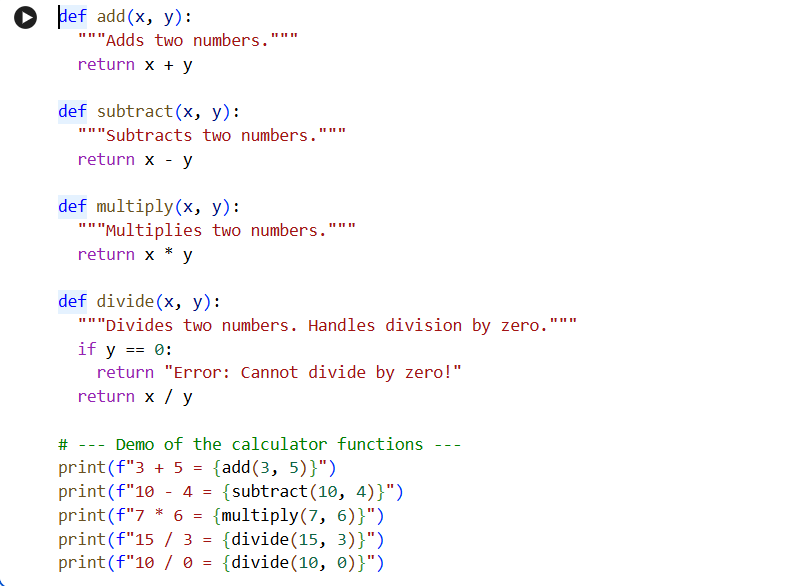 def add(x, y):
  """Adds two numbers."""
  return x + y

def subtract(x, y):
  """Subtracts two numbers."""
  return x - y

def multiply(x, y):
  """Multiplies two numbers."""
  return x * y

def divide(x, y):
  """Divides two numbers. Handles division by zero."""
  if y == 0:
    return "Error: Cannot divide by zero!"
  return x / y

# --- Demo of the calculator functions ---
print(f"3 + 5 = {add(3, 5)}")
print(f"10 - 4 = {subtract(10, 4)}")
print(f"7 * 6 = {multiply(7, 6)}")
print(f"15 / 3 = {divide(15, 3)}")
print(f"10 / 0 = {divide(10, 0)}")